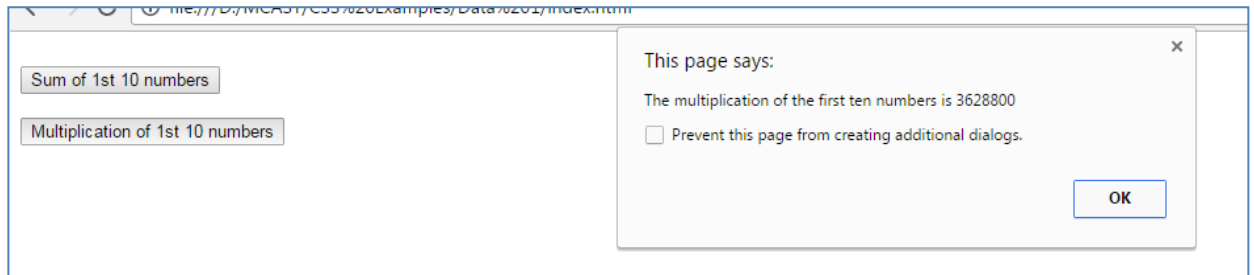 file:///D:/MCAST/CSS%20Examples/Data%201/index.html
This page says:
The multiplication of the first ten numbers is 3628800
Prevent this page from creating additional dialogs.
OK
Sum of 1st 10 numbers
Multiplication of 1st 10 numbers